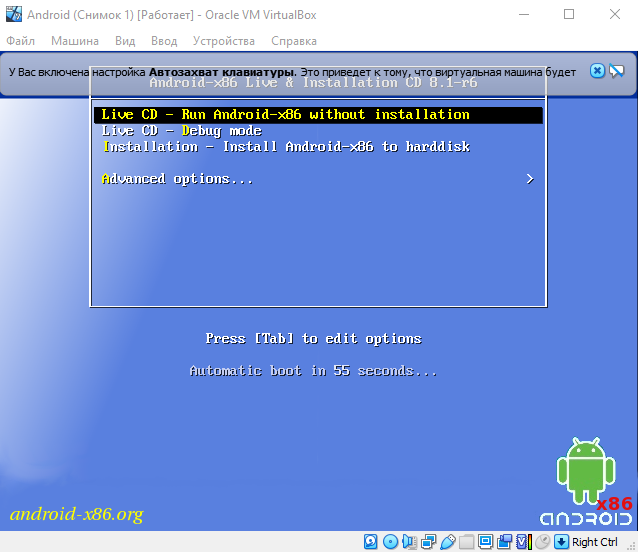 Android (Снимок 1) [Работает] - Oracle VM VirtualBox
Файл Машина Вид Ввод Устройства Справка
У Вас включена настройка Автозахват клавиатуры. Это приведет к тому, что виртуальная машина будет
Android-x86 Live & Installation CD 8.1-r6
Live CD - Run Android-x86 without installation
Live CD - Debug mode
Installation - Install Android-x86 to harddisk
Advanced options... >
Press [Tab] to edit options
Automatic boot in 55 seconds...
android-x86.org
x86
ANDROID
Right Ctrl